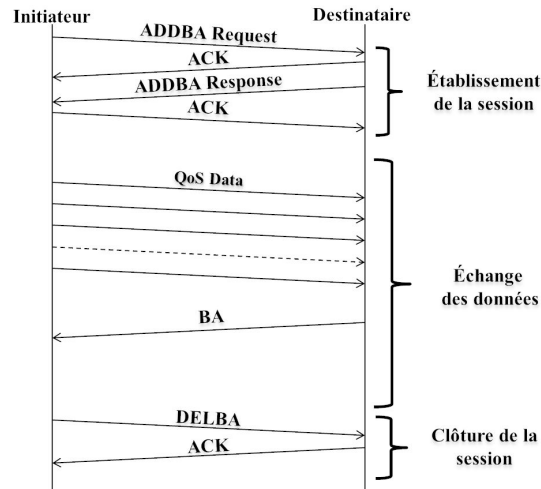 Initiateur
Destinataire
ADDBA Request
ACK
ADDBA Response
ACK
Établissement
de la session
QoS Data
Échange
des données
BA
DELBA
ACK
Clôture de la
session